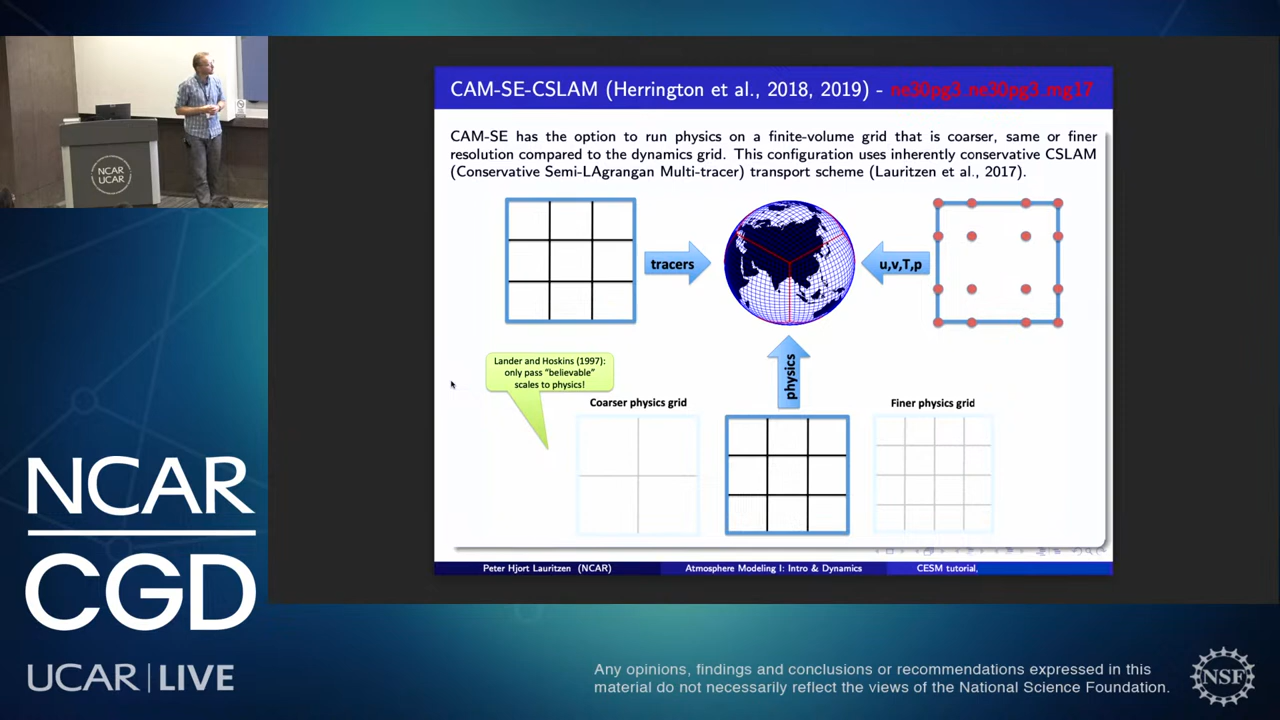 CAM-SE-CSLAM (Herrington et al., 2018, 2019) - ne30pg3.ne30pg3.mg17
CAM-SE has the option to run physics on a finite-volume grid that is coarser, same or finer
resolution compared to the dynamics grid. This configuration uses inherently conservative CSLAM
(Conservative Semi-LAgrangan Multi-tracer) transport scheme (Lauritzen et al., 2017).
tracers
u,v,T,p
physics
Lander and Hoskins (1997):
only pass "believable"
scales to physics!
Coarser physics grid
Finer physics grid
Peter Hjort Lauritzen (NCAR)
Atmosphere Modeling I: Intro & Dynamics
CESM tutorial,
NCAR
UCAR
NCAR
CGD
UCAR | LIVE
Any opinions, findings and conclusions or recommendations expressed in this
material do not necessarily reflect the views of the National Science Foundation.
NSF